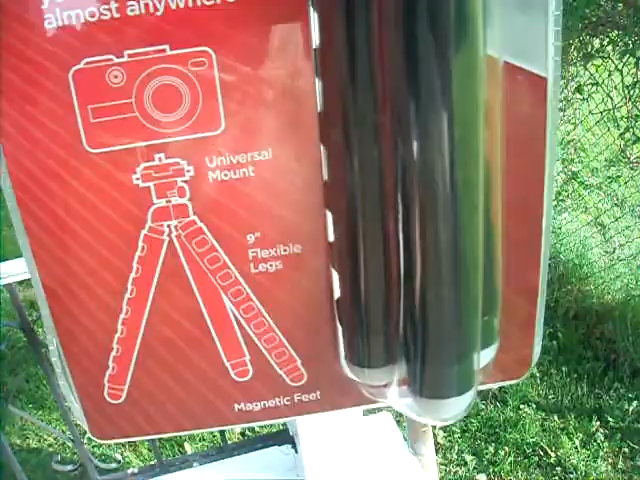 almost anywhere
Universal
Mount
9"
Flexible
Legs
Magnetic Feet